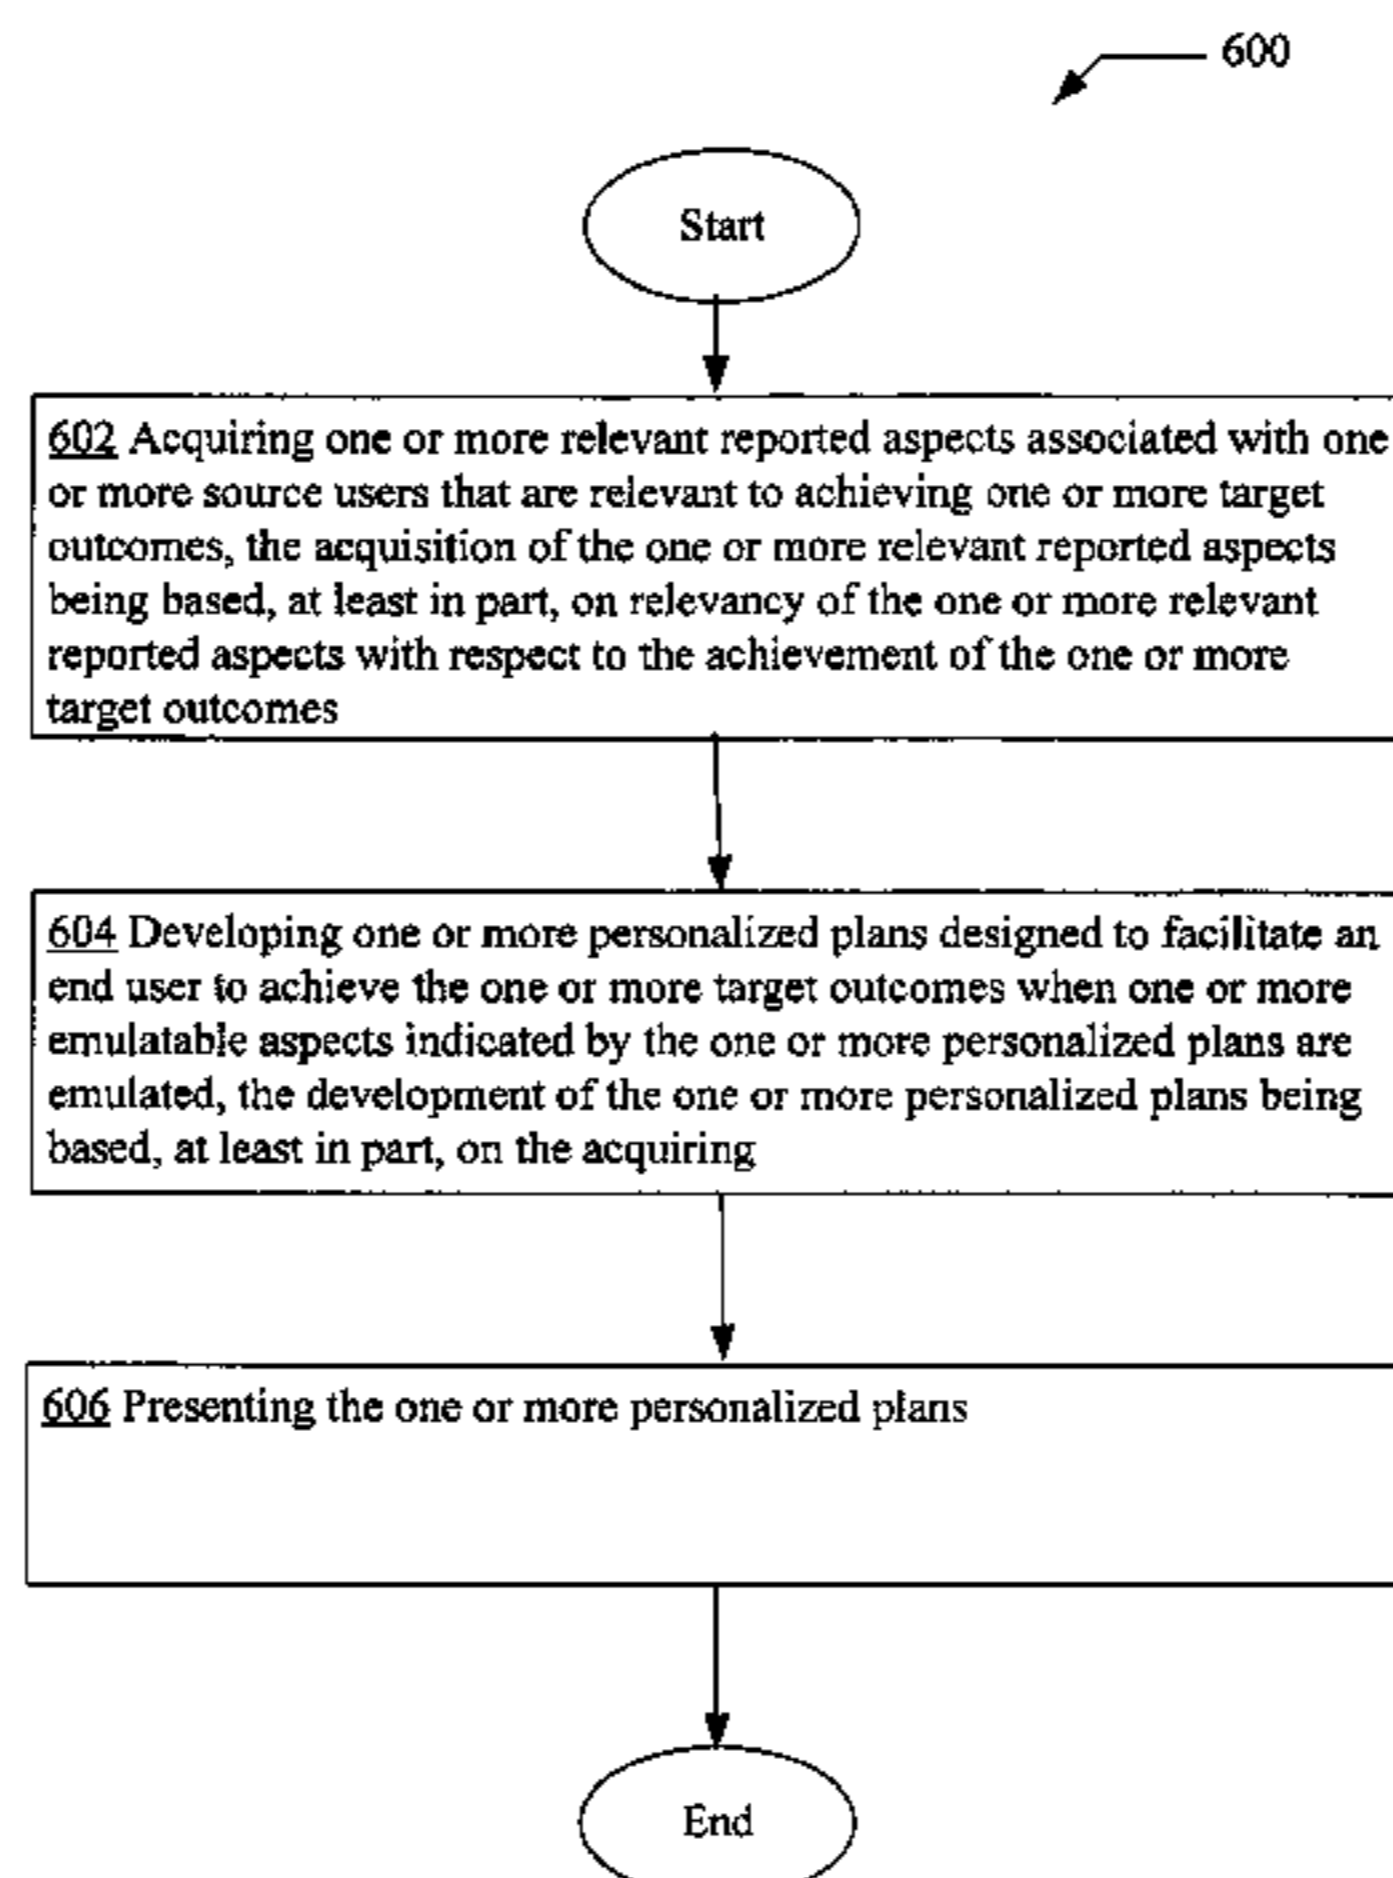 600
Start
602 Acquiring one or more relevant reported aspects associated with one
or more source users that are relevant to achieving one or more target
outcomes, the acquisition of the one or more relevant reported aspects
being based, at least in part, on relevancy of the one or more relevant
reported aspects with respect to the achievement of the one or more
target outcomes
604 Developing one or more personalized plans designed to facilitate an
end user to achieve the one or more target outcomes when one or more
emulatable aspects indicated by the one or more personalized plans are
emulated, the development of the one or more personalized plans being
based, at least in part, on the acquiring
606 Presenting the one or more personalized plans
End